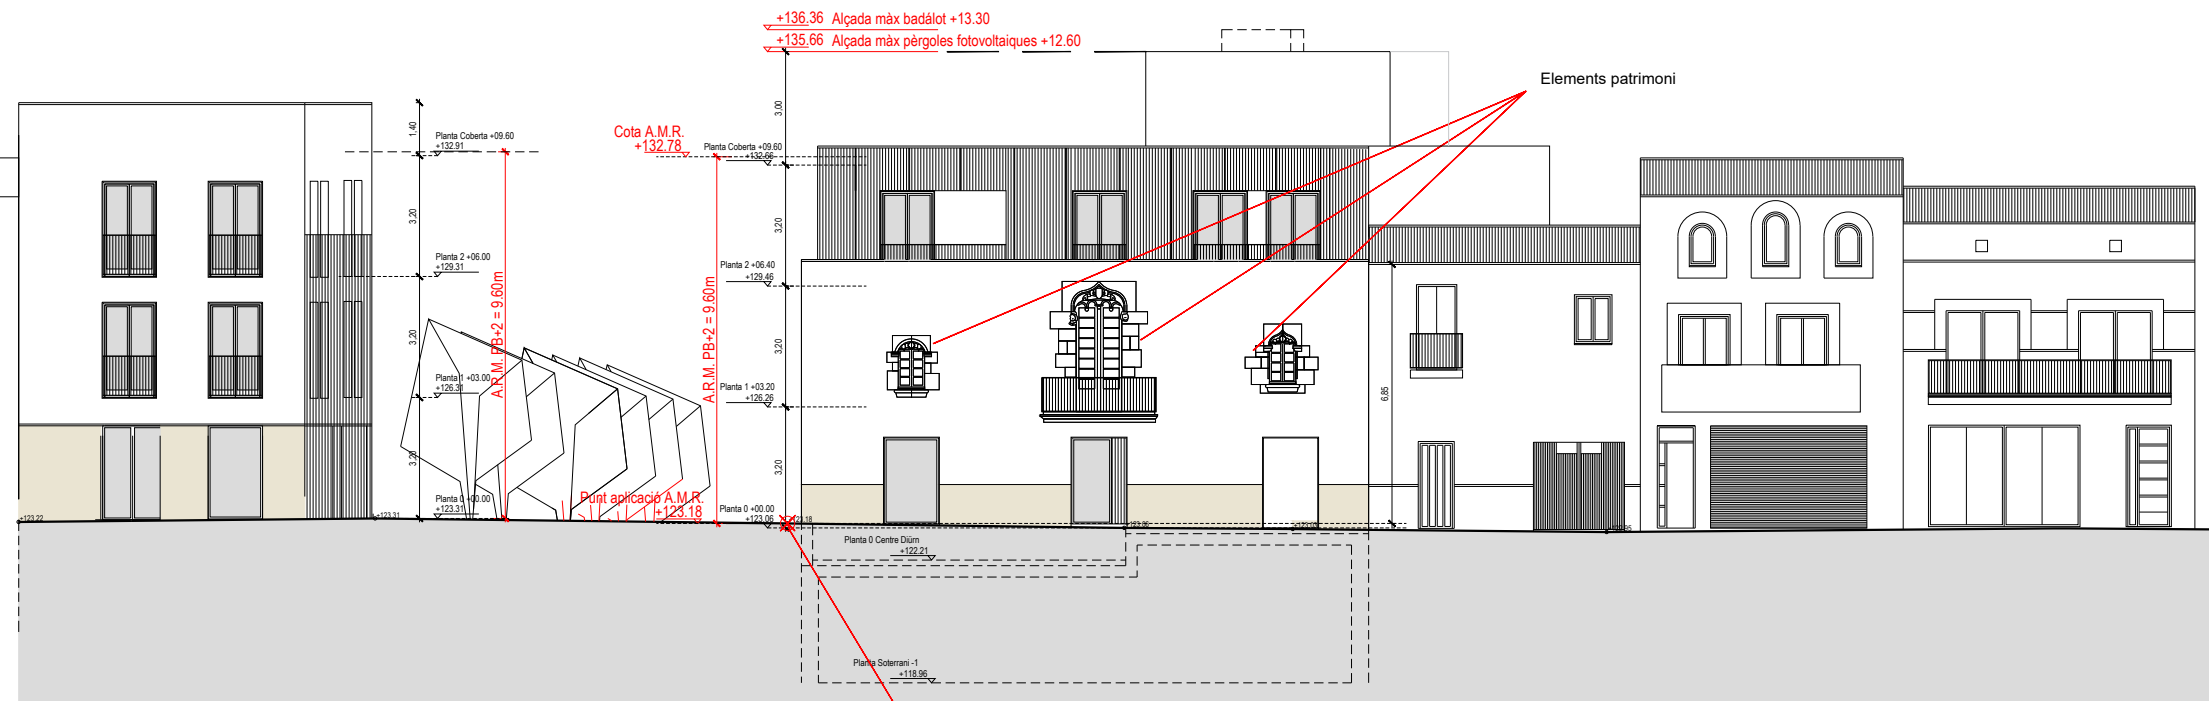 +136.36 Alçada màx badálot +13.30
+135.66 Alçada màx pèrgoles fotovoltaiques +12.60
Elements patrimoni
3,00
1,40
Planta Coberta +09.60
+132.91
Cota A.M.R.
+132.78
Planta Coberta +09.60
+132.66
3,20
3,20
Planta 2 +06.00
+129.31
Planta 2 +06.40
+129.46
A.R.M. PB+2 = 9.60m
A.R.M. PB+2 = 9.60m
3,20
3,20
Planta 1 +03.00
+126.31
Planta 1 +03.20
+126.26
6,85
3,20
3,20
Planta 0 +00.00
+123.31
Punt aplicació A.M.R.
+123.18
Planta 0 +00.00
+123.06
+123.22
+123.31
+123.18
Planta 0 Centre Diürn
+122.21
Planta Soterrani -1
+118.96